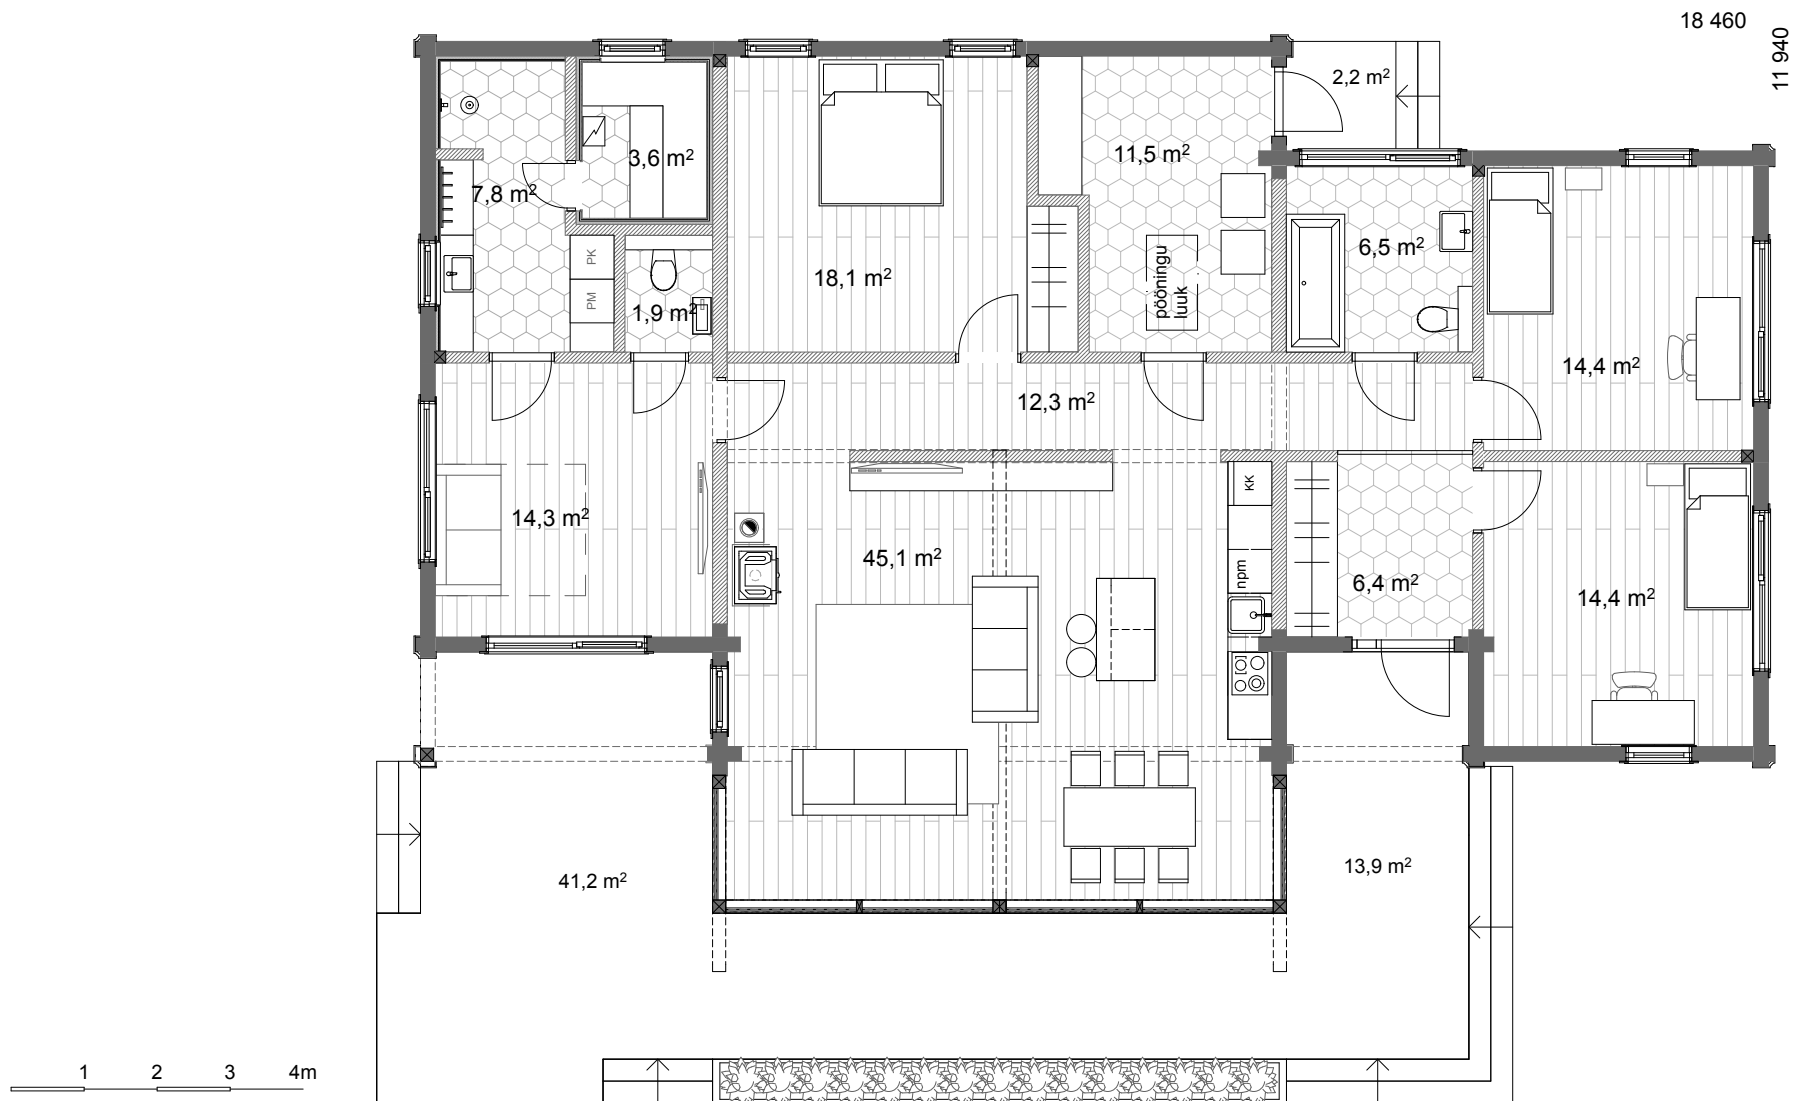 18 460
11 940
2,2 m²
3,6 m²
11,5 m²
7,8 m²
6,5 m²
PK
18,1 m²
pööningu
luuk
PM
1,9 m²
14,4 m²
12,3 m²
KK
14,3 m²
45,1 m²
npm
6,4 m²
14,4 m²
13,9 m²
41,2 m²
1 2 3 4m